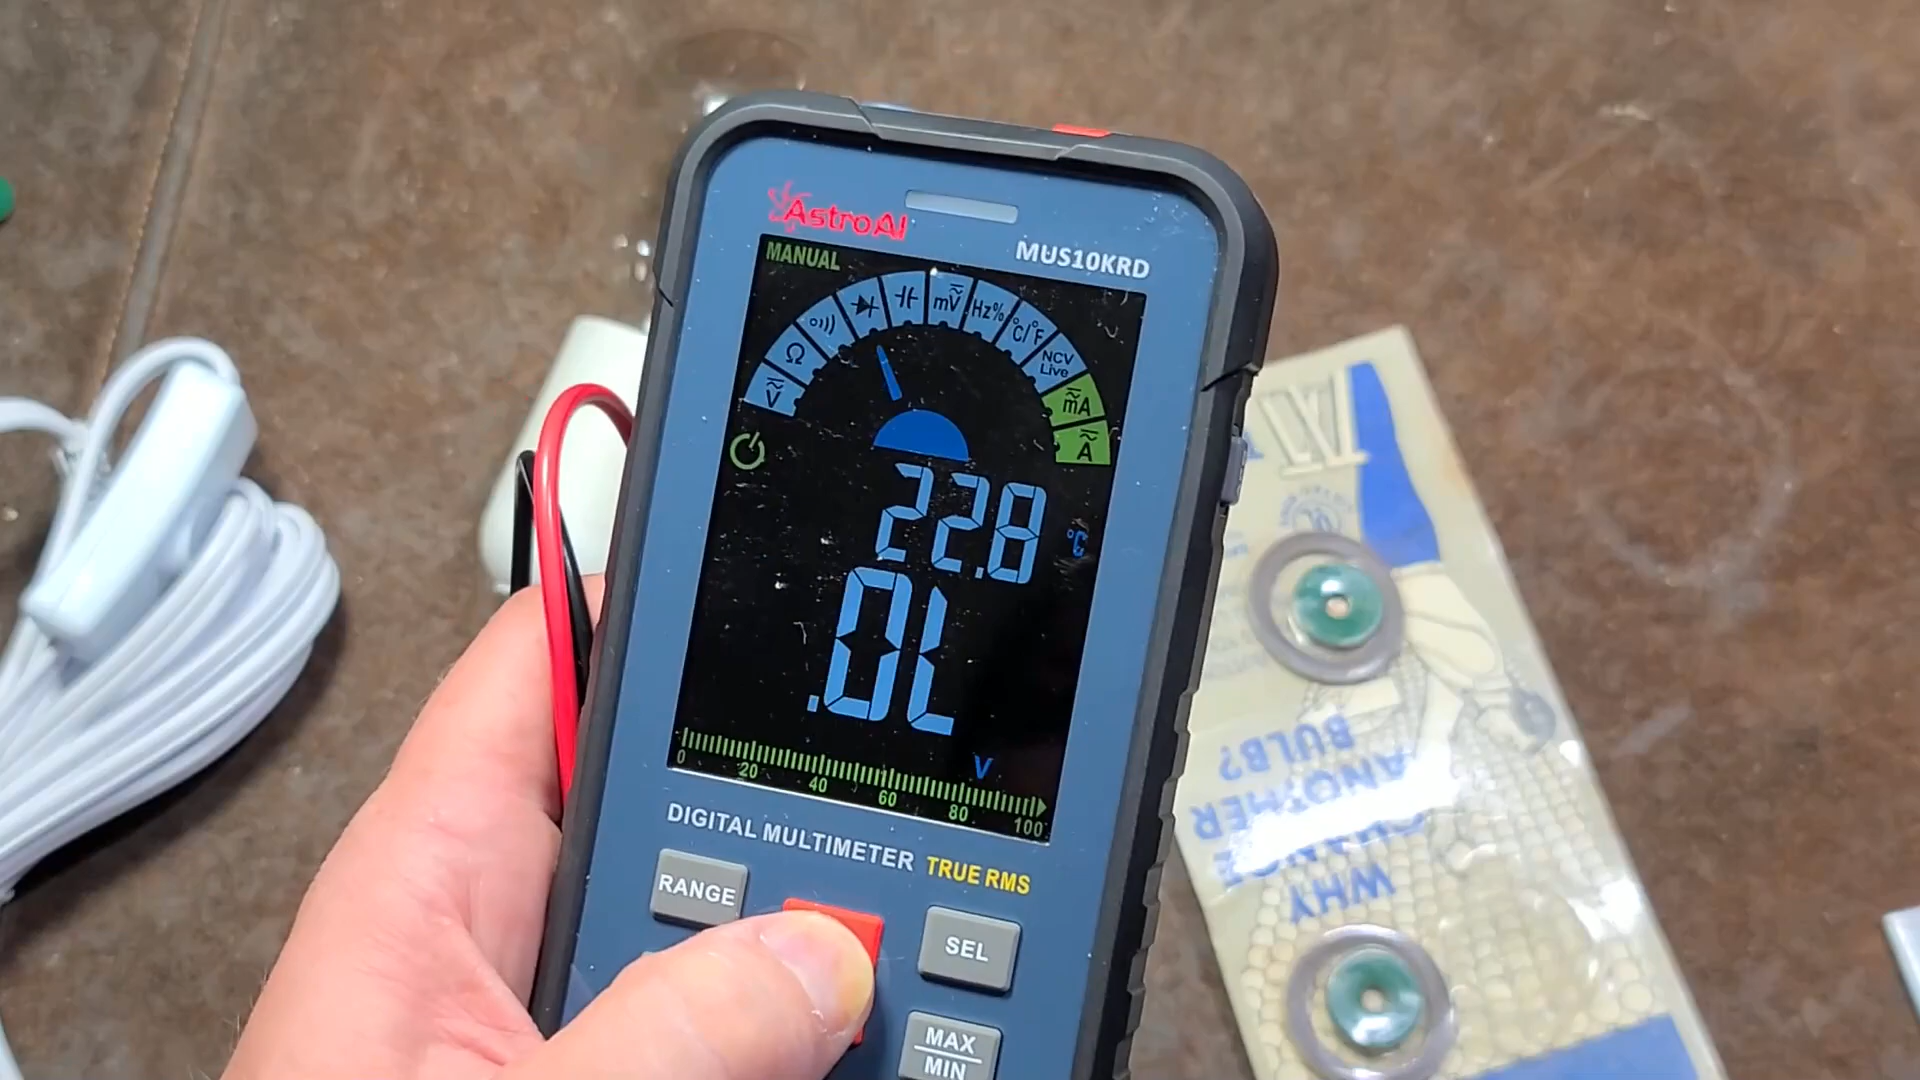 AstroAI
MUS10KRD
MANUAL
V
Ω
mV
Hz%
°C/°F
NCV
Live
mA
A
22.8
°C
.0L
V
0 20 40 60 80 100
DIGITAL MULTIMETER TRUE RMS
RANGE
SEL
MAX
MIN
WHY
CHANGE
ANOTHER
BULB?